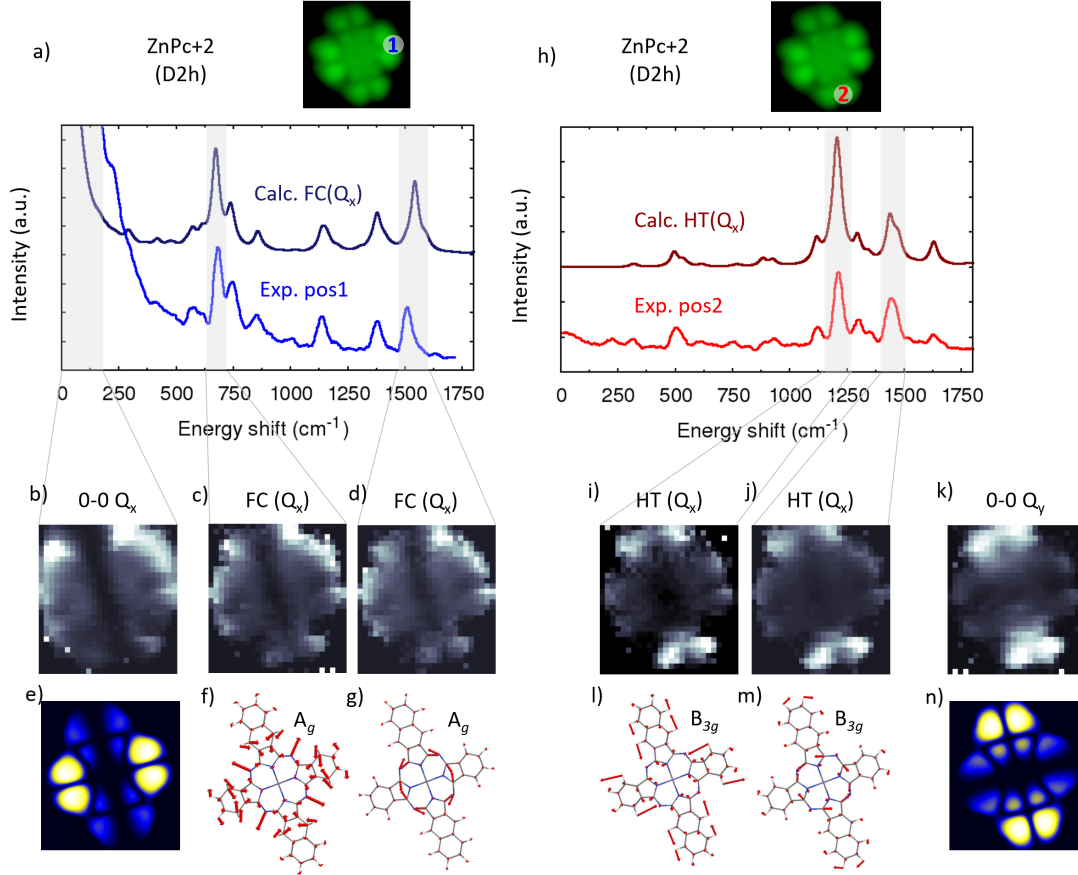 a)
ZnPc+2
(D2h)
1
h)
ZnPc+2
(D2h)
2
Intensity (a.u.)
Calc. FC(Qx)
Exp. pos1
0 250 500 750 1000 1250 1500 1750
Energy shift (cm-1)
Intensity (a.u.)
Calc. HT(Qx)
Exp. pos2
0 250 500 750 1000 1250 1500 1750
Energy shift (cm-1)
b) 0-0 Qx
c) FC (Qx)
d) FC (Qx)
i) HT (Qx)
j) HT (Qx)
k) 0-0 Qy
e)
f) Ag
g) Ag
l) B3g
m) B3g
n)